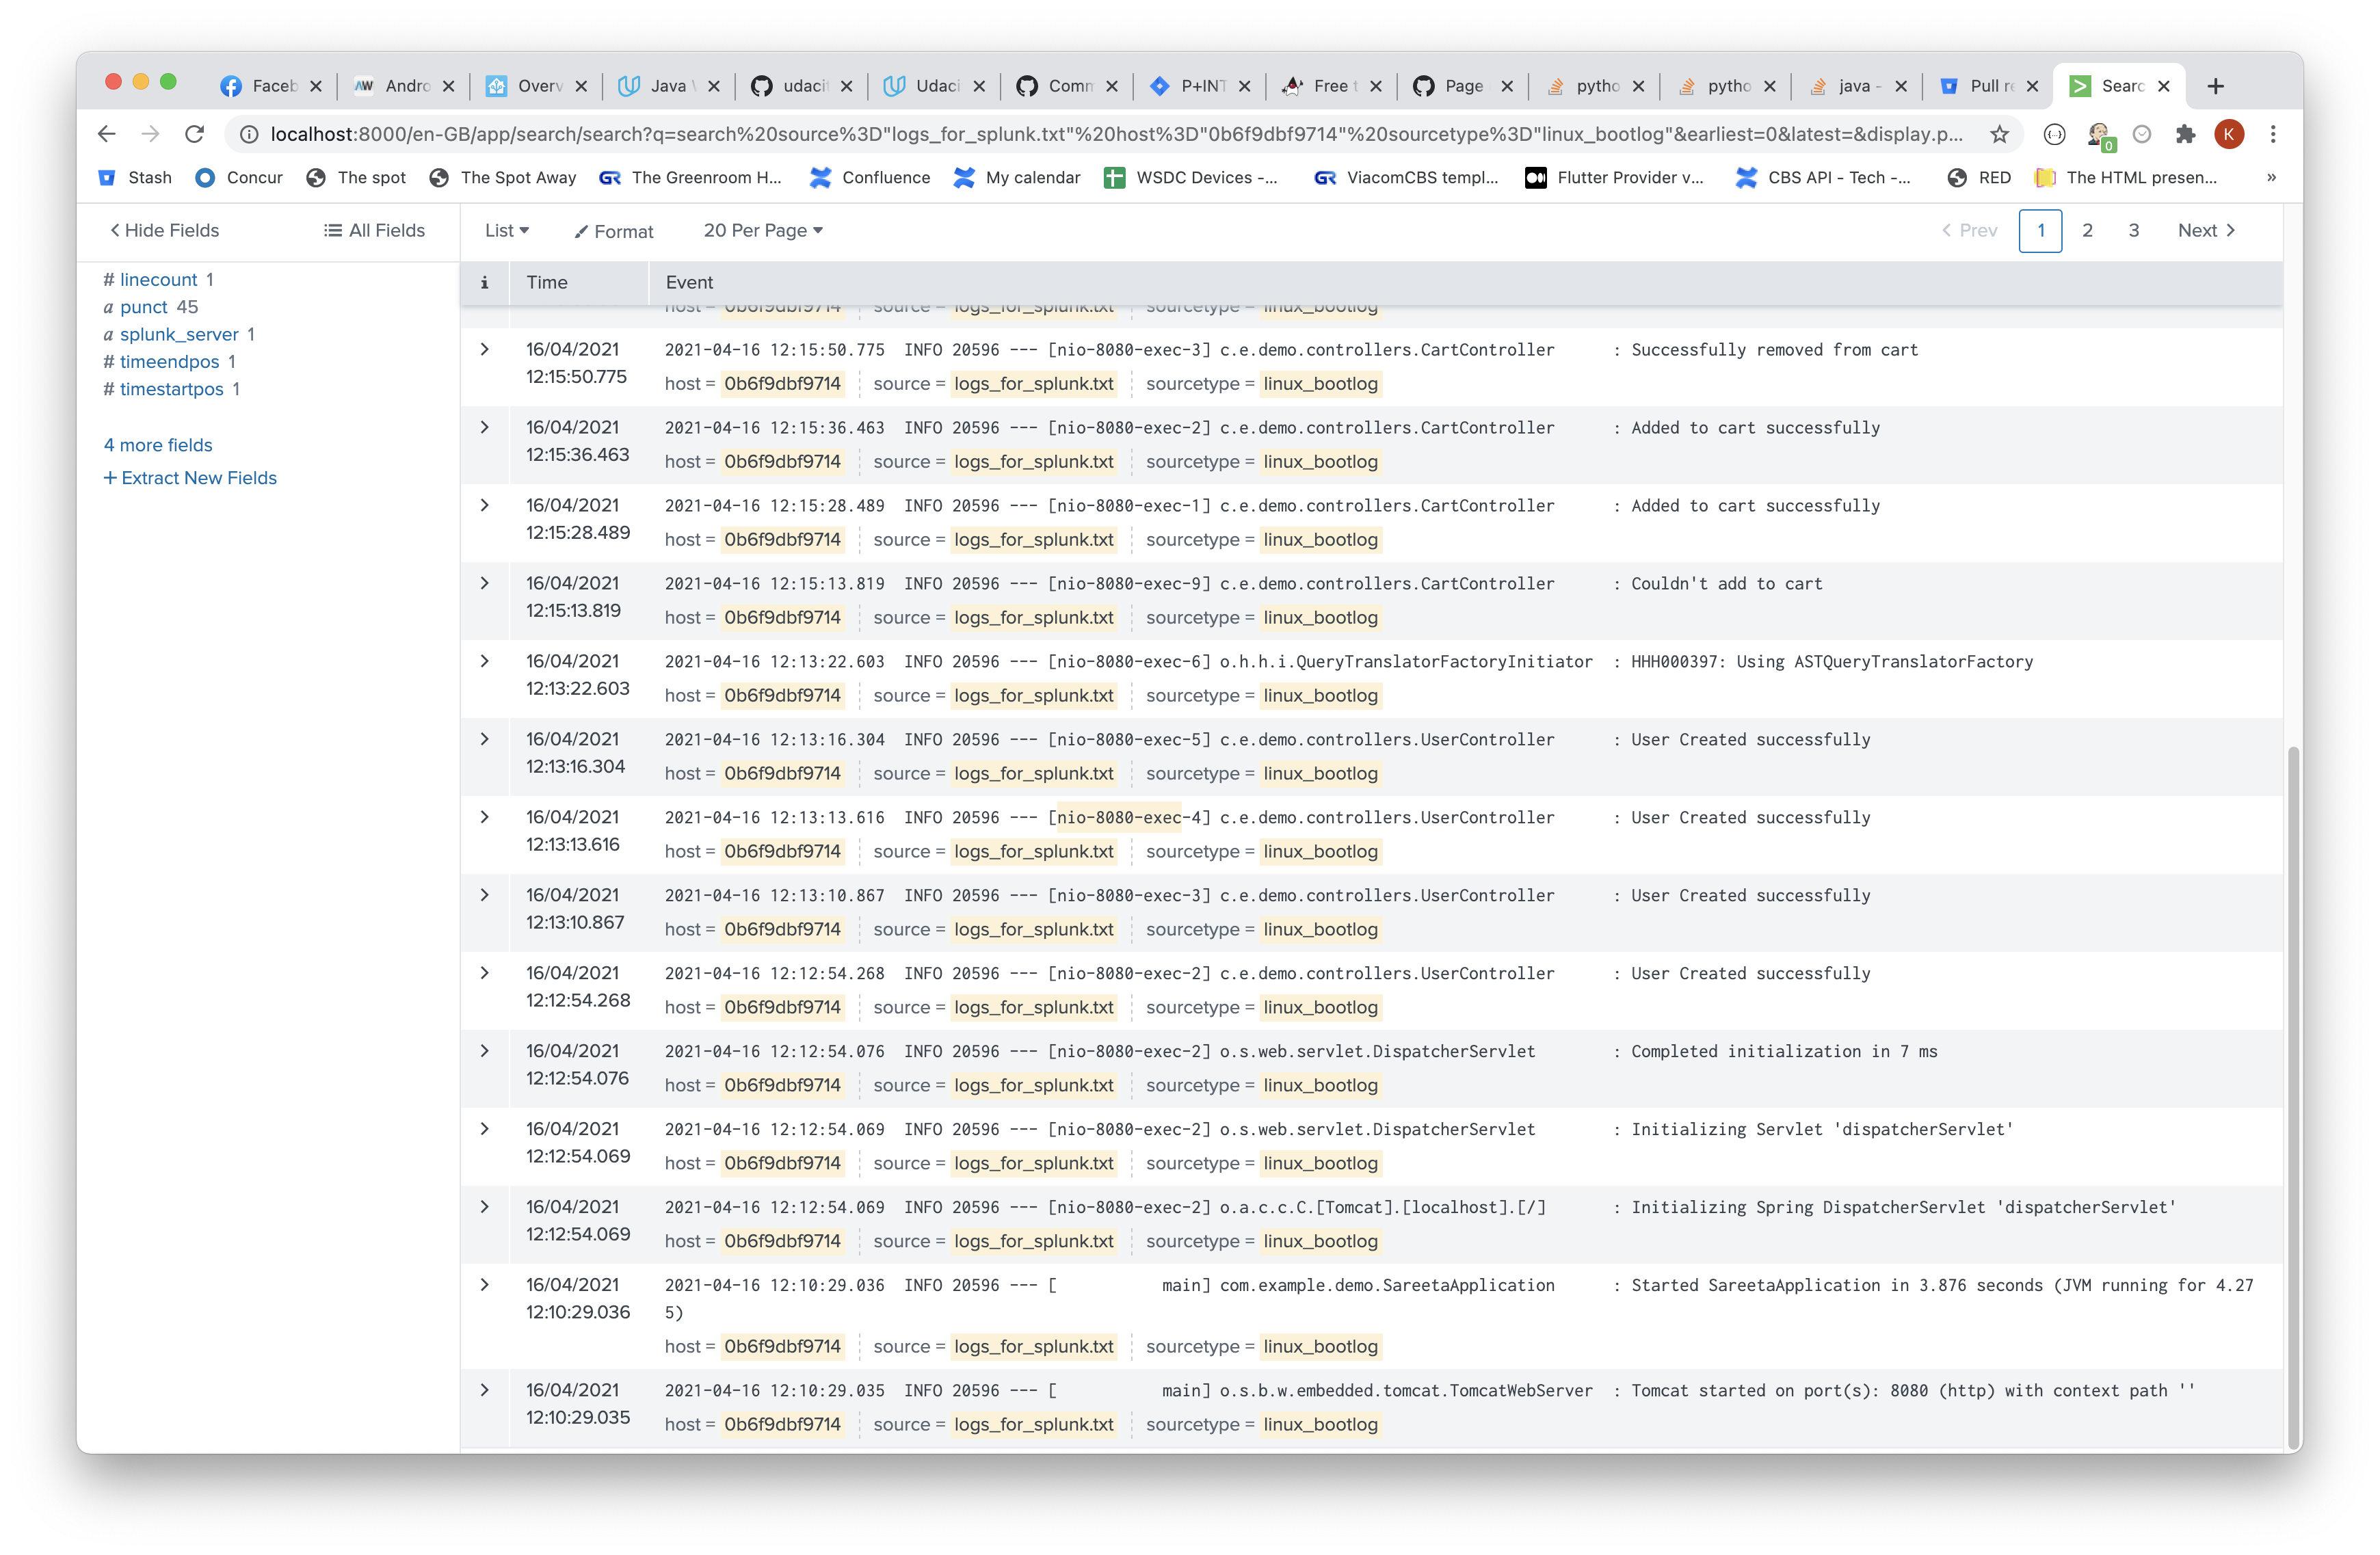 Faceb
Andro
Overv
Java \
udacit
Udaci
Comm
P+INT
Free t
Page
pytho
pytho
java -
Pull re
Searc
localhost:8000/en-GB/app/search/search?q=search%20source%3D"logs_for_splunk.txt"%20host%3D"0b6f9dbf9714"%20sourcetype%3D"linux_bootlog"&earliest=0&latest=&display.p...
0
K
Stash
Concur
The spot
The Spot Away
GR The Greenroom H...
Confluence
My calendar
WSDC Devices -...
GR ViacomCBS templ...
Flutter Provider v...
CBS API - Tech -...
RED
The HTML presen...
»
Hide Fields
All Fields
List
Format
20 Per Page
Prev
1
2
3
Next
# linecount 1
a punct 45
a splunk_server 1
# timeendpos 1
# timestartpos 1
4 more fields
+ Extract New Fields
i Time Event
host = 0b6f9dbf9714 source = logs_for_splunk.txt sourcetype = linux_bootlog
16/04/2021 2021-04-16 12:15:50.775 INFO 20596 --- [nio-8080-exec-3] c.e.demo.controllers.CartController : Successfully removed from cart
12:15:50.775 host = 0b6f9dbf9714 source = logs_for_splunk.txt sourcetype = linux_bootlog
16/04/2021 2021-04-16 12:15:36.463 INFO 20596 --- [nio-8080-exec-2] c.e.demo.controllers.CartController : Added to cart successfully
12:15:36.463 host = 0b6f9dbf9714 source = logs_for_splunk.txt sourcetype = linux_bootlog
16/04/2021 2021-04-16 12:15:28.489 INFO 20596 --- [nio-8080-exec-1] c.e.demo.controllers.CartController : Added to cart successfully
12:15:28.489 host = 0b6f9dbf9714 source = logs_for_splunk.txt sourcetype = linux_bootlog
16/04/2021 2021-04-16 12:15:13.819 INFO 20596 --- [nio-8080-exec-9] c.e.demo.controllers.CartController : Couldn't add to cart
12:15:13.819 host = 0b6f9dbf9714 source = logs_for_splunk.txt sourcetype = linux_bootlog
16/04/2021 2021-04-16 12:13:22.603 INFO 20596 --- [nio-8080-exec-6] o.h.h.i.QueryTranslatorFactoryInitiator : HHH000397: Using ASTQueryTranslatorFactory
12:13:22.603 host = 0b6f9dbf9714 source = logs_for_splunk.txt sourcetype = linux_bootlog
16/04/2021 2021-04-16 12:13:16.304 INFO 20596 --- [nio-8080-exec-5] c.e.demo.controllers.UserController : User Created successfully
12:13:16.304 host = 0b6f9dbf9714 source = logs_for_splunk.txt sourcetype = linux_bootlog
16/04/2021 2021-04-16 12:13:13.616 INFO 20596 --- [nio-8080-exec-4] c.e.demo.controllers.UserController : User Created successfully
12:13:13.616 host = 0b6f9dbf9714 source = logs_for_splunk.txt sourcetype = linux_bootlog
16/04/2021 2021-04-16 12:13:10.867 INFO 20596 --- [nio-8080-exec-3] c.e.demo.controllers.UserController : User Created successfully
12:13:10.867 host = 0b6f9dbf9714 source = logs_for_splunk.txt sourcetype = linux_bootlog
16/04/2021 2021-04-16 12:12:54.268 INFO 20596 --- [nio-8080-exec-2] c.e.demo.controllers.UserController : User Created successfully
12:12:54.268 host = 0b6f9dbf9714 source = logs_for_splunk.txt sourcetype = linux_bootlog
16/04/2021 2021-04-16 12:12:54.076 INFO 20596 --- [nio-8080-exec-2] o.s.web.servlet.DispatcherServlet : Completed initialization in 7 ms
12:12:54.076 host = 0b6f9dbf9714 source = logs_for_splunk.txt sourcetype = linux_bootlog
16/04/2021 2021-04-16 12:12:54.069 INFO 20596 --- [nio-8080-exec-2] o.s.web.servlet.DispatcherServlet : Initializing Servlet 'dispatcherServlet'
12:12:54.069 host = 0b6f9dbf9714 source = logs_for_splunk.txt sourcetype = linux_bootlog
16/04/2021 2021-04-16 12:12:54.069 INFO 20596 --- [nio-8080-exec-2] o.a.c.c.C.[Tomcat].[localhost].[/] : Initializing Spring DispatcherServlet 'dispatcherServlet'
12:12:54.069 host = 0b6f9dbf9714 source = logs_for_splunk.txt sourcetype = linux_bootlog
16/04/2021 2021-04-16 12:10:29.036 INFO 20596 --- [ main] com.example.demo.SareetaApplication : Started SareetaApplication in 3.876 seconds (JVM running for 4.27
12:10:29.036 5)
host = 0b6f9dbf9714 source = logs_for_splunk.txt sourcetype = linux_bootlog
16/04/2021 2021-04-16 12:10:29.035 INFO 20596 --- [ main] o.s.b.w.embedded.tomcat.TomcatWebServer : Tomcat started on port(s): 8080 (http) with context path ''
12:10:29.035 host = 0b6f9dbf9714 source = logs_for_splunk.txt sourcetype = linux_bootlog